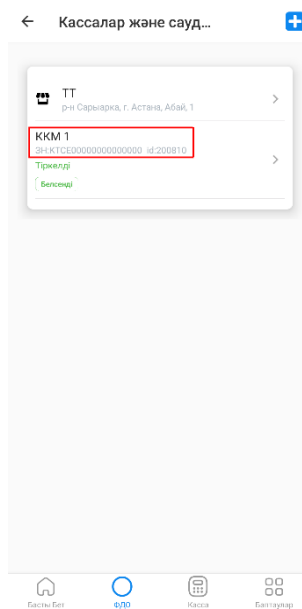 Кассалар және сауд...
ТТ
р-н Сарыарка, г. Астана, Абай, 1
ККМ 1
ЗН:KTCE00000000000000 id:200810
Тіркелді
Белсенді
Басты Бет
ФДО
Касса
Баптаулар